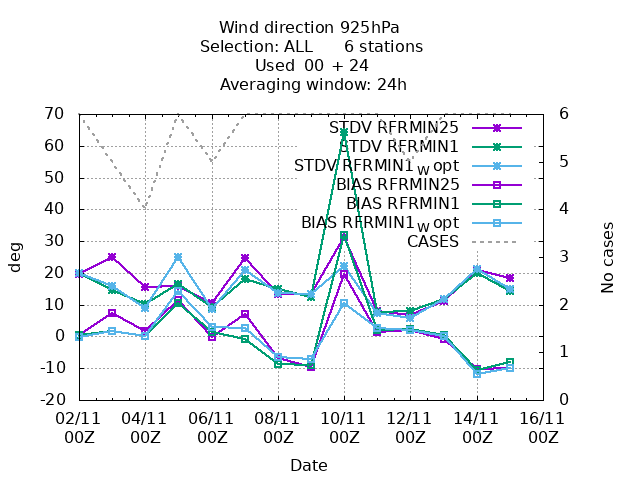 Wind direction 925hPa
Selection: ALL 6 stations
Used 00 + 24
Averaging window: 24h
70 6
60
50 5
40 4
30 3
20 2
10
0 1
-10
-20 0
deg
No cases
STDV RFRMIN25
STDV RFRMIN1
STDV RFRMIN1w opt
BIAS RFRMIN25
BIAS RFRMIN1
BIAS RFRMIN1w opt
CASES
02/11 04/11 06/11 08/11 10/11 12/11 14/11 16/11
00Z 00Z 00Z 00Z 00Z 00Z 00Z 00Z
Date